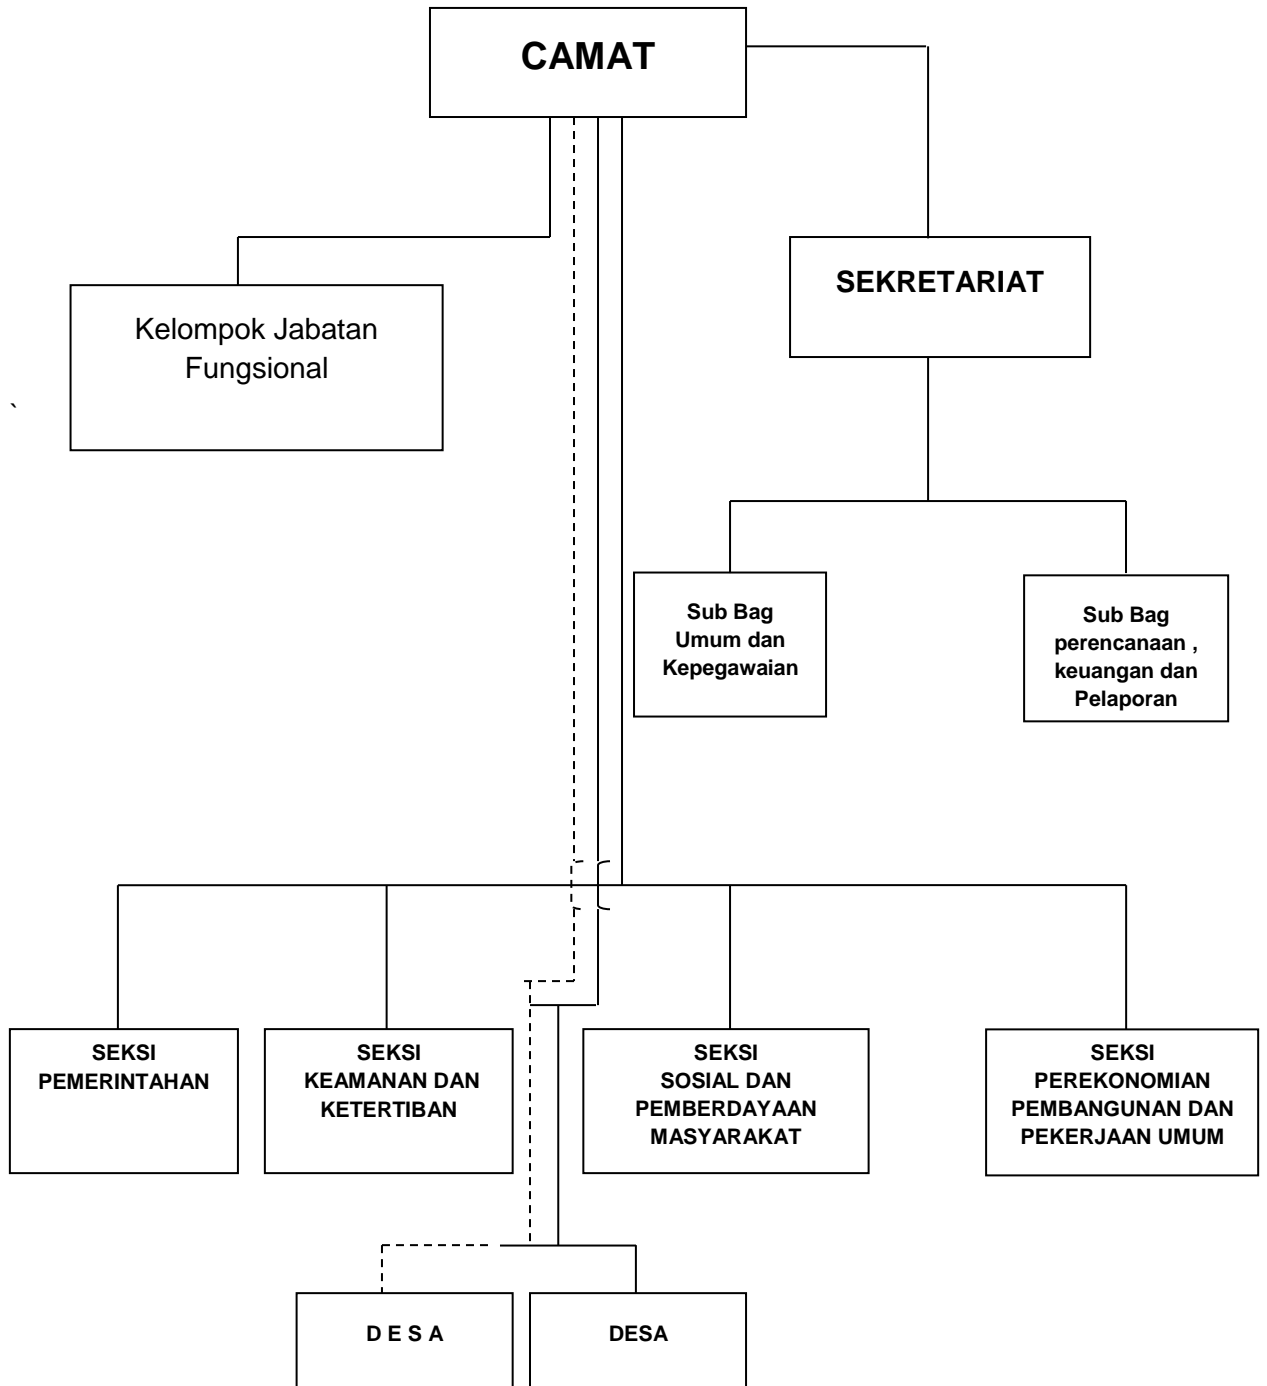 CAMAT
SEKRETARIAT
Kelompok Jabatan
Fungsional
`
Sub Bag
Umum dan
Kepegawaian
Sub Bag
perencanaan ,
keuangan dan
Pelaporan
SEKSI
PEMERINTAHAN
SEKSI
KEAMANAN DAN
KETERTIBAN
SEKSI
SOSIAL DAN
PEMBERDAYAAN
MASYARAKAT
SEKSI
PEREKONOMIAN
PEMBANGUNAN DAN
PEKERJAAN UMUM
D E S A
DESA